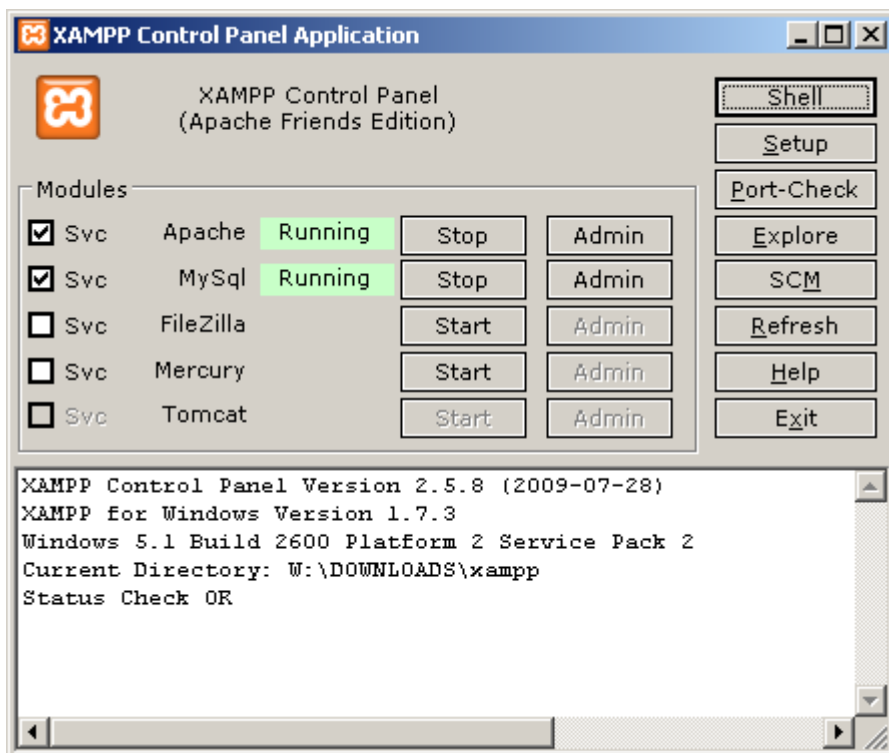 XAMPP Control Panel Application
XAMPP Control Panel
(Apache Friends Edition)
Shell
Setup
Port-Check
Explore
SCM
Refresh
Help
Exit
Modules
Svc Apache Running Stop Admin
Svc MySql Running Stop Admin
Svc FileZilla Start Admin
Svc Mercury Start Admin
Svc Tomcat Start Admin
XAMPP Control Panel Version 2.5.8 (2009-07-28)
XAMPP for Windows Version 1.7.3
Windows 5.1 Build 2600 Platform 2 Service Pack 2
Current Directory: W:\DOWNLOADS\xampp
Status Check OK